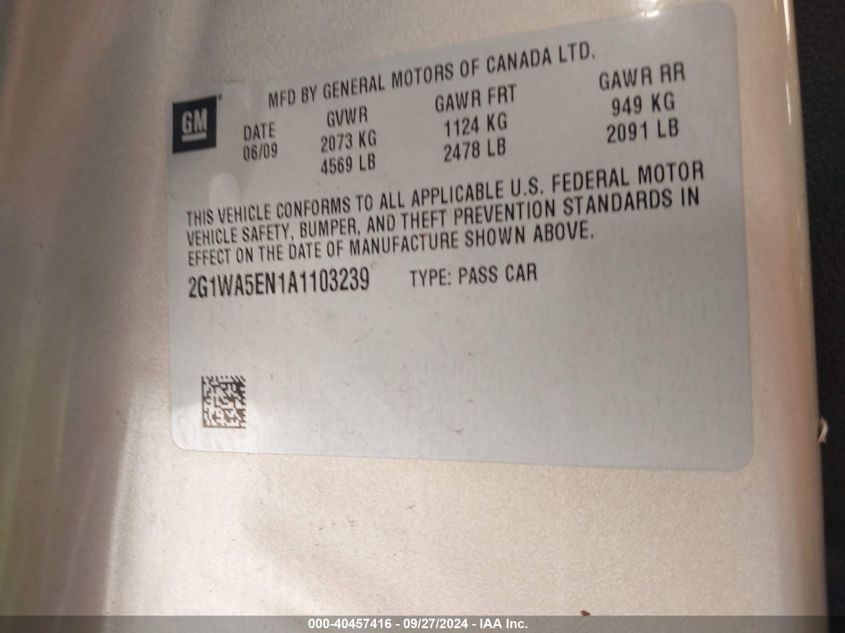 MFD BY GENERAL MOTORS OF CANADA LTD.
GM
DATE GVWR GAWR FRT GAWR RR
06/09 2073 KG 1124 KG 949 KG
4569 LB 2478 LB 2091 LB
THIS VEHICLE CONFORMS TO ALL APPLICABLE U.S. FEDERAL MOTOR
VEHICLE SAFETY, BUMPER, AND THEFT PREVENTION STANDARDS IN
EFFECT ON THE DATE OF MANUFACTURE SHOWN ABOVE.
2G1WA5EN1A1103239 TYPE: PASS CAR
000-40457416 - 09/27/2024 - IAA Inc.